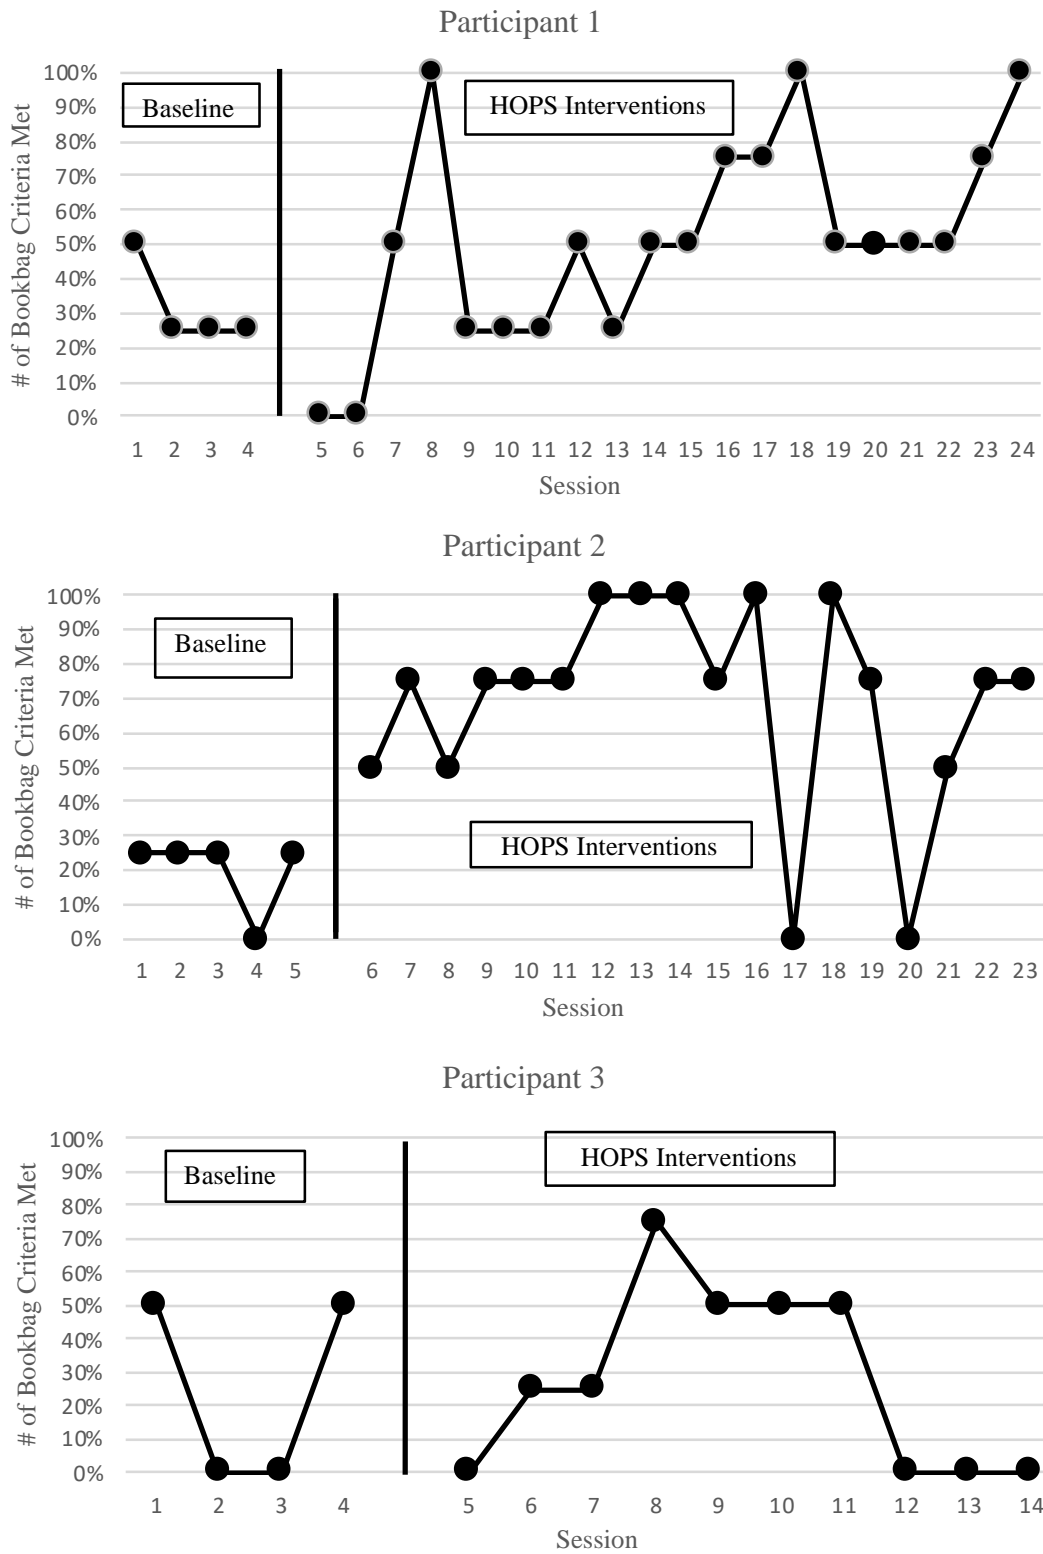 Participant 1
# of Bookbag Criteria Met
100%
90%
80%
70%
60%
50%
40%
30%
20%
10%
0%
Baseline
HOPS Interventions
1 2 3 4 5 6 7 8 9 10 11 12 13 14 15 16 17 18 19 20 21 22 23 24
Session
Participant 2
# of Bookbag Criteria Met
100%
90%
80%
70%
60%
50%
40%
30%
20%
10%
0%
Baseline
HOPS Interventions
1 2 3 4 5 6 7 8 9 10 11 12 13 14 15 16 17 18 19 20 21 22 23
Session
Participant 3
# of Bookbag Criteria Met
100%
90%
80%
70%
60%
50%
40%
30%
20%
10%
0%
Baseline
HOPS Interventions
1 2 3 4 5 6 7 8 9 10 11 12 13 14
Session